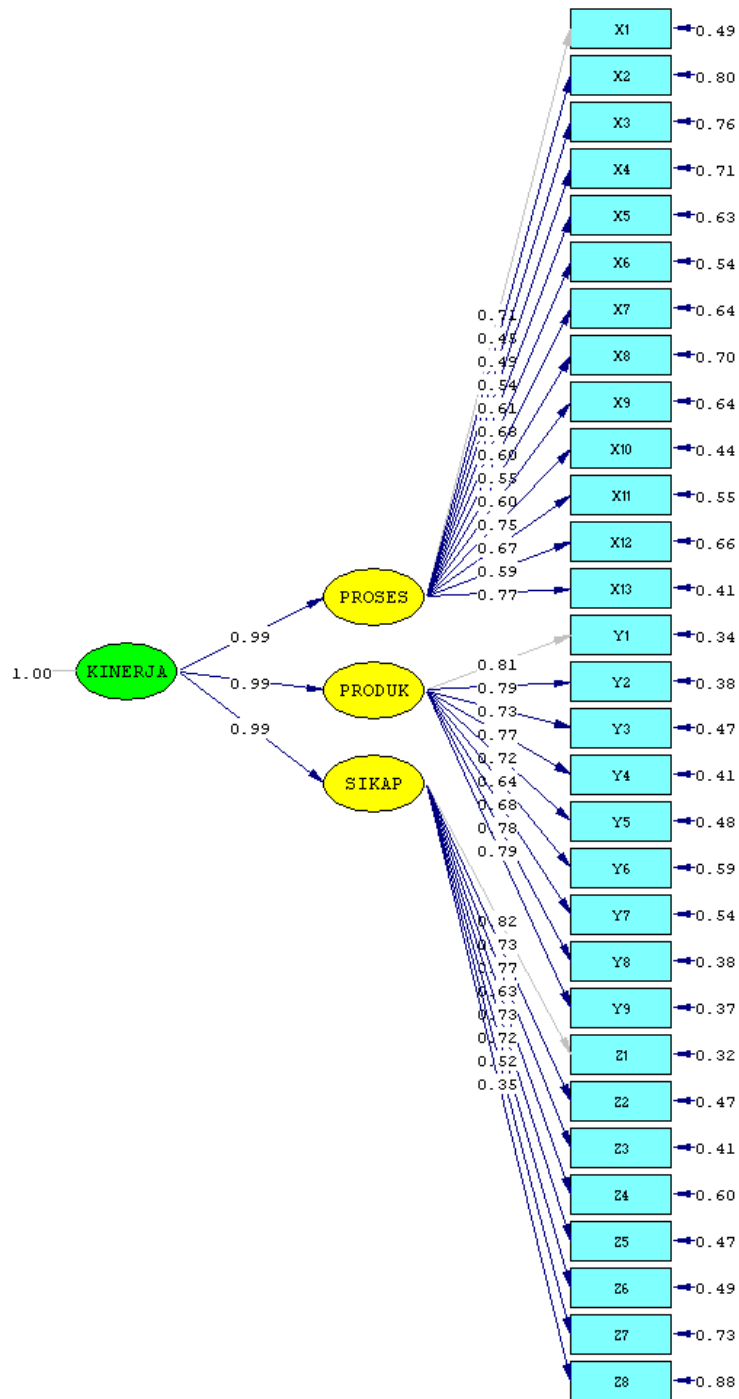 X1 0.49
X2 0.80
X3 0.76
X4 0.71
X5 0.63
X6 0.54
X7 0.64
X8 0.70
X9 0.64
X10 0.44
X11 0.55
X12 0.66
X13 0.41
Y1 0.34
Y2 0.38
Y3 0.47
Y4 0.41
Y5 0.48
Y6 0.59
Y7 0.54
Y8 0.38
Y9 0.37
Z1 0.32
Z2 0.47
Z3 0.41
Z4 0.60
Z5 0.47
Z6 0.49
Z7 0.73
Z8 0.88
0.71
0.45
0.49
0.54
0.61
0.68
0.60
0.55
0.60
0.75
0.67
0.59
0.77
PROSES
0.99
1.00 KINERJA
0.99
PRODUK
0.99
SIKAP
0.81
0.79
0.73
0.77
0.72
0.64
0.68
0.78
0.79
0.82
0.73
0.77
0.63
0.73
0.72
0.52
0.35